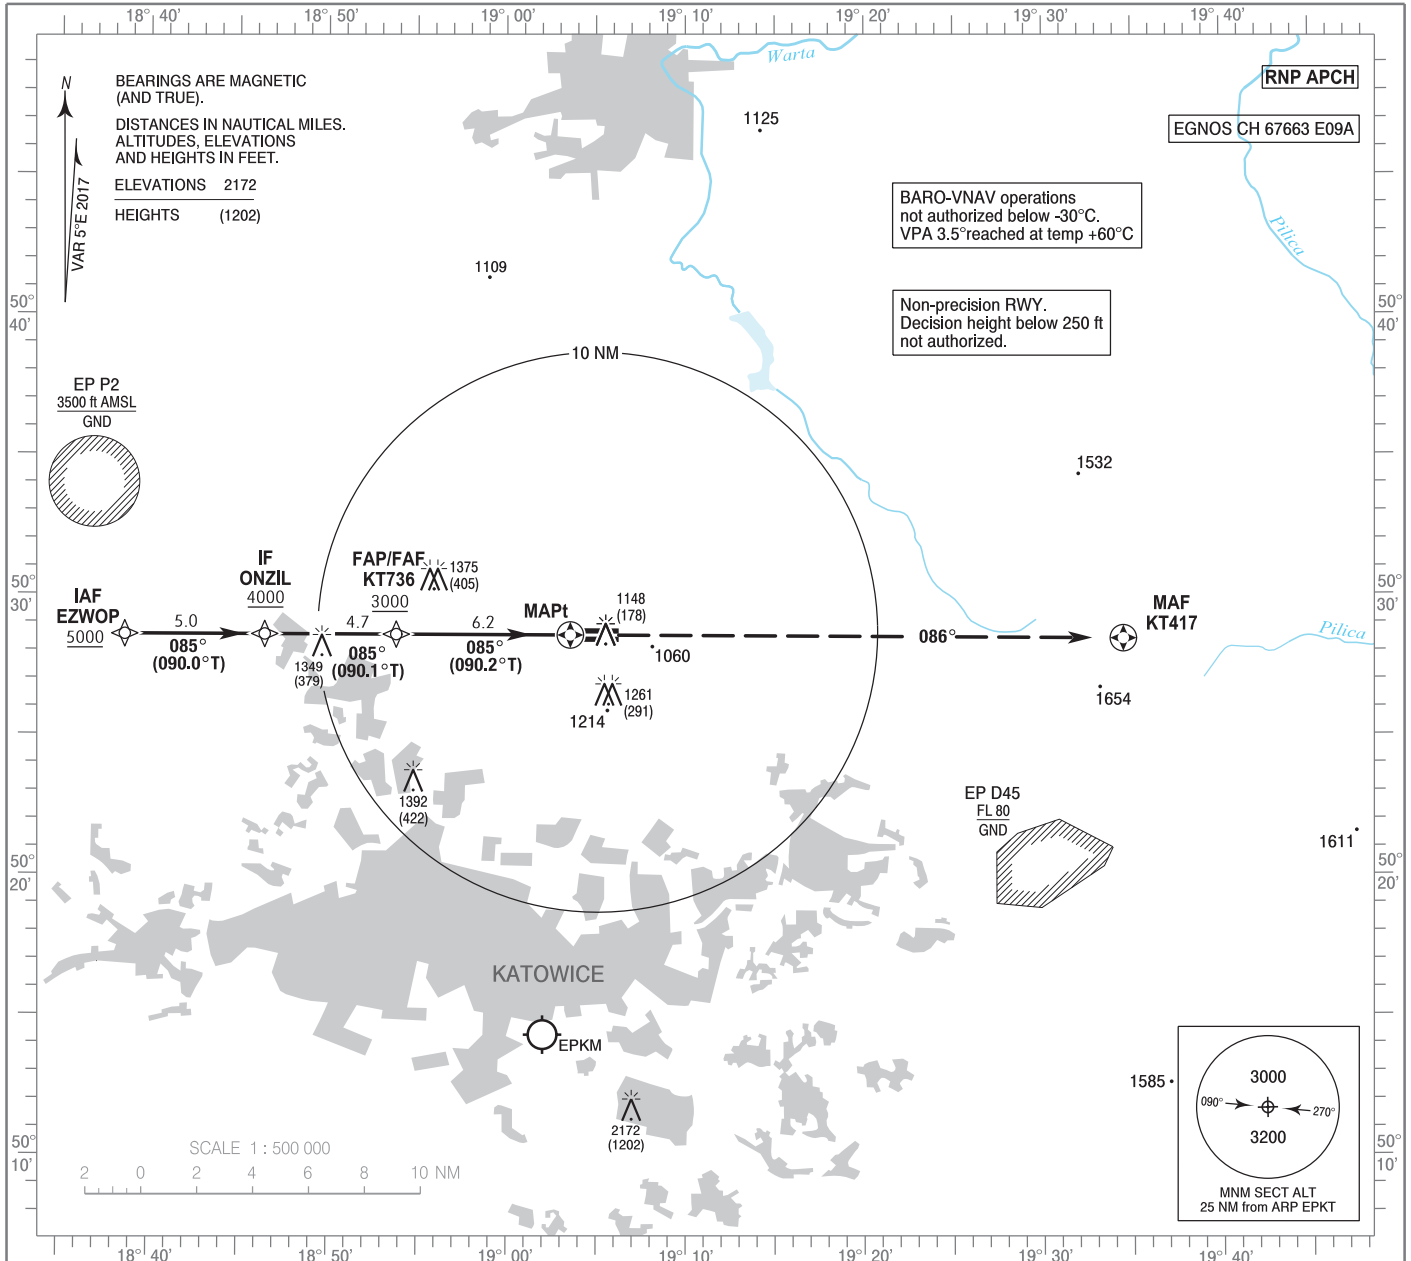 18° 40'
18° 50'
19° 00'
19° 10'
19° 20'
19° 30'
19° 40'
N
VAR 5°E 2017
BEARINGS ARE MAGNETIC
(AND TRUE).
DISTANCES IN NAUTICAL MILES.
ALTITUDES, ELEVATIONS
AND HEIGHTS IN FEET.
ELEVATIONS 2172
HEIGHTS (1202)
Warta
1125
RNP APCH
EGNOS CH 67663 E09A
BARO-VNAV operations
not authorized below -30°C.
VPA 3.5°reached at temp +60°C
Pilica
1109
50°
40'
Non-precision RWY.
Decision height below 250 ft
not authorized.
50°
40'
10 NM
EP P2
3500 ft AMSL
GND
1532
50°
30'
IAF
EZWOP
5000
5.0
085°
(090.0°T)
IF
ONZIL
4000
1349
(379)
4.7
085°
(090.1°T)
FAP/FAF
KT736
3000
1375
(405)
6.2
085°
(090.2°T)
MAPt
1148
(178)
1060
1261
(291)
1214
086°
MAF
KT417
50°
30'
Pilica
1654
1392
(422)
EP D45
FL 80
GND
1611
50°
20'
50°
20'
KATOWICE
EPKM
2172
(1202)
1585
3000
090°
270°
3200
MNM SECT ALT
25 NM from ARP EPKT
50°
10'
50°
10'
SCALE 1 : 500 000
2 0 2 4 6 8 10 NM
18° 40'
18° 50'
19° 00'
19° 10'
19° 20'
19° 30'
19° 40'